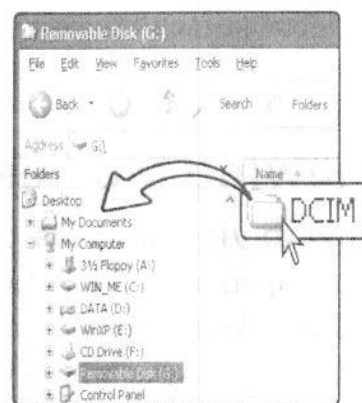 Removable Disk (G:)
File Edit View Favorites Tools Help
Back Search Folders
Address G:\
Folders Name
Desktop
My Documents
My Computer
3½ Floppy (A:)
WIN_ME (C:)
DATA (D:)
WinXP (E:)
CD Drive (F:)
Removable Disk (G:)
Control Panel
DCIM